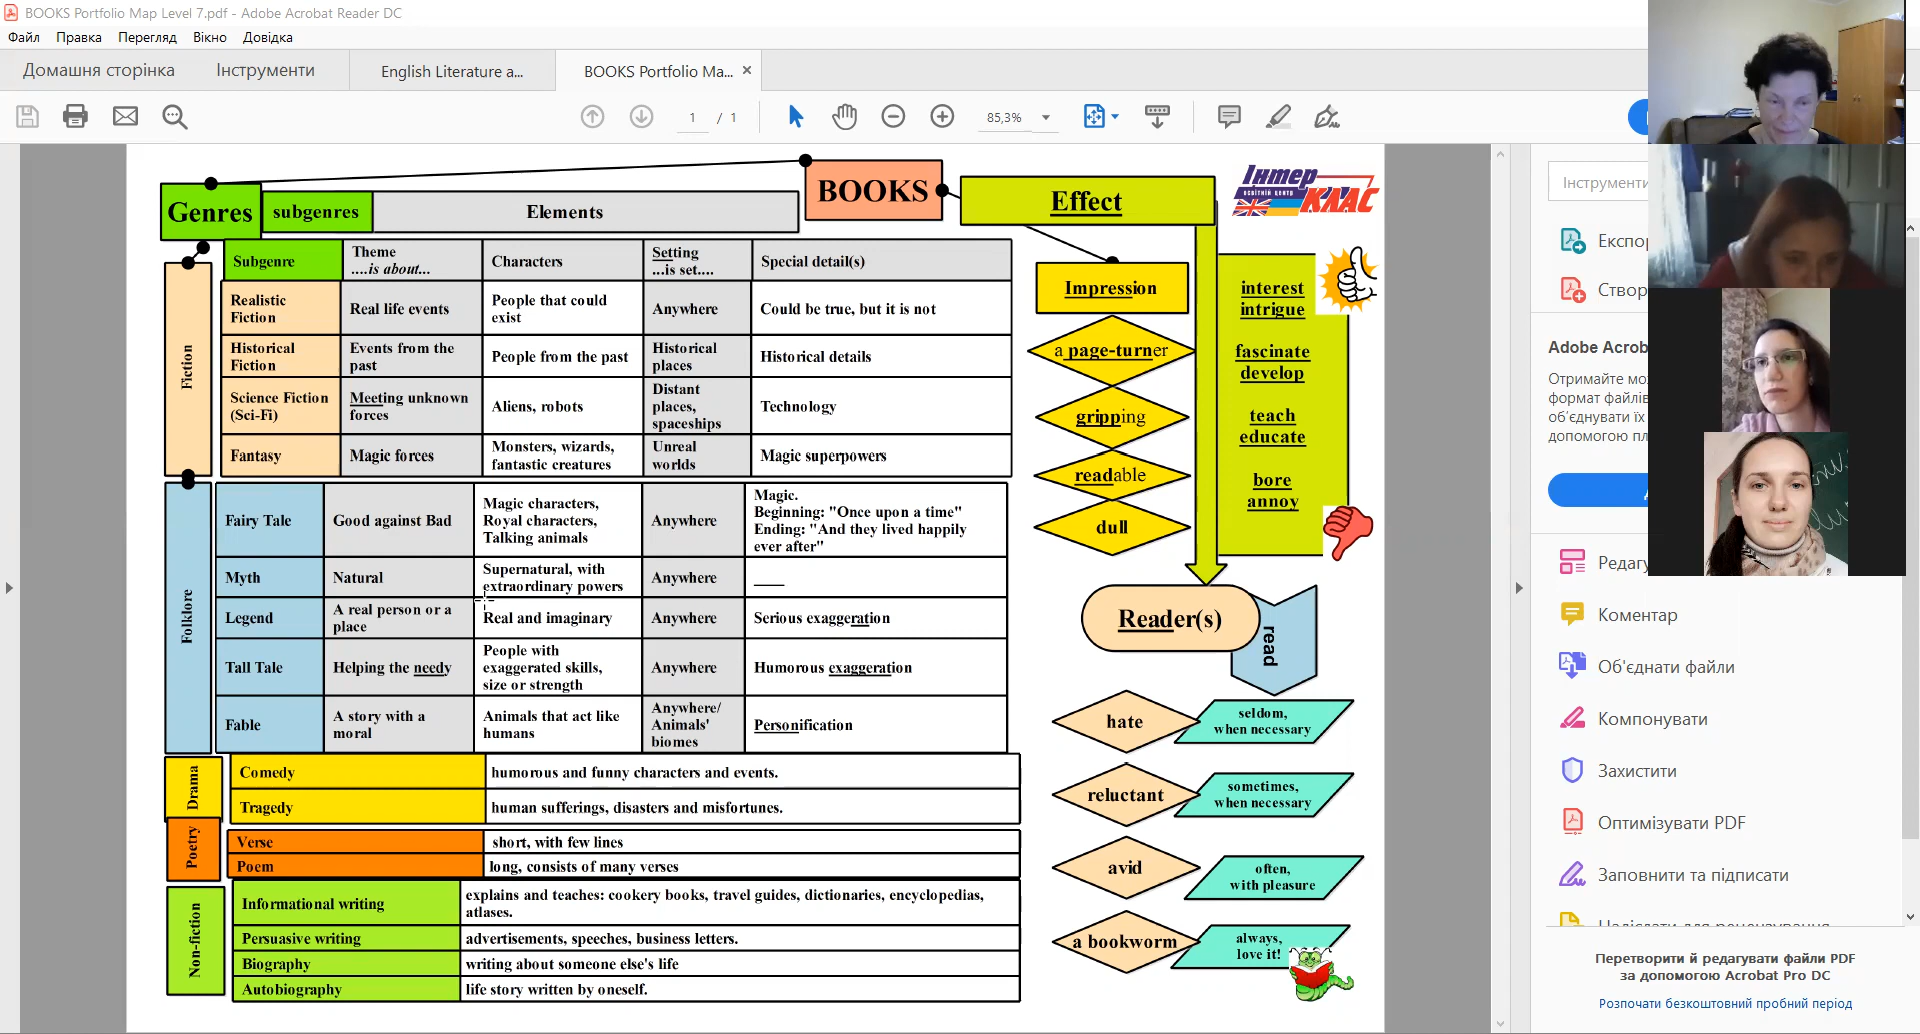 BOOKS Portfolio Map Level 7.pdf - Adobe Acrobat Reader DC
Файл Правка Перегляд Вікно Довідка
Домашня сторінка Інструменти English Literature a... BOOKS Portfolio Ma... ×
1 / 1 85,3%
BOOKS
Genres subgenres Elements
Subgenre
Theme
....is about...
Characters
Setting
...is set....
Special detail(s)
Fiction
Realistic
Fiction
Real life events
People that could
exist
Anywhere
Could be true, but it is not
Historical
Fiction
Events from the
past
People from the past
Historical
places
Historical details
Science Fiction
(Sci-Fi)
Meeting unknown
forces
Aliens, robots
Distant
places,
spaceships
Technology
Fantasy
Magic forces
Monsters, wizards,
fantastic creatures
Unreal
worlds
Magic superpowers
Folklore
Fairy Tale
Good against Bad
Magic characters,
Royal characters,
Talking animals
Anywhere
Magic.
Beginning: "Once upon a time"
Ending: "And they lived happily
ever after"
Myth
Natural
Supernatural, with
extraordinary powers
Anywhere
Legend
A real person or a
place
Real and imaginary
Anywhere
Serious exaggeration
Tall Tale
Helping the needy
People with
exaggerated skills,
size or strength
Anywhere
Humorous exaggeration
Fable
A story with a
moral
Animals that act like
humans
Anywhere/
Animals'
biomes
Personification
Drama
Comedy
humorous and funny characters and events.
Tragedy
human sufferings, disasters and misfortunes.
Poetry
Verse
short, with few lines
Poem
long, consists of many verses
Non-fiction
Informational writing
explains and teaches: cookery books, travel guides, dictionaries, encyclopedias,
atlases.
Persuasive writing
advertisements, speeches, business letters.
Biography
writing about someone else's life
Autobiography
life story written by oneself.
Effect
Інтер
освітній центр
КЛАС
Impression
a page-turner
gripping
readable
dull
interest
intrigue
fascinate
develop
teach
educate
bore
annoy
Reader(s)
read
hate
seldom,
when necessary
reluctant
sometimes,
when necessary
avid
often,
with pleasure
a bookworm
always,
love it!
Інструменти
Експор
Створ
Adobe Acrob
Отримайте мо
формат файлів
об'єднувати їх
допомогою пл
Редагу
Коментар
Об'єднати файли
Компонувати
Захистити
Оптимізувати PDF
Заповнити та підписати
Надіслати для рецензування
Перетворити й редагувати файли PDF
за допомогою Acrobat Pro DC
Розпочати безкоштовний пробний період